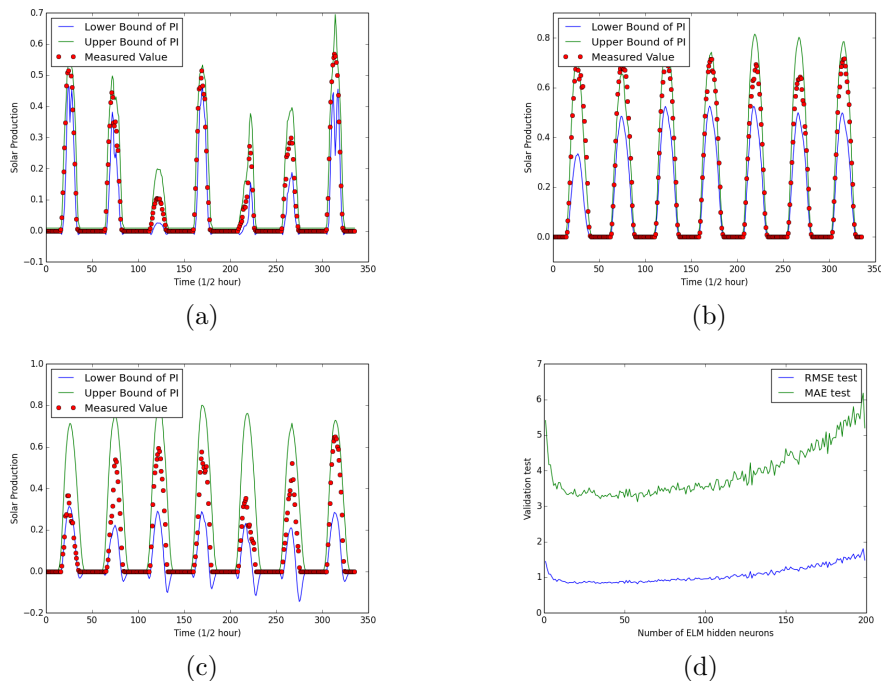 0.7
0.6
0.5
0.4
0.3
0.2
0.1
0.0
−0.1
Solar Production
Lower Bound of PI
Upper Bound of PI
Measured Value
0
50
100
150
200
250
300
350
Time (1/2 hour)
(a)
0.8
0.6
0.4
0.2
0.0
Solar Production
Lower Bound of PI
Upper Bound of PI
Measured Value
0
50
100
150
200
250
300
350
Time (1/2 hour)
(b)
1.0
0.8
0.6
0.4
0.2
0.0
−0.2
Solar Production
Lower Bound of PI
Upper Bound of PI
Measured Value
0
50
100
150
200
250
300
350
Time (1/2 hour)
(c)
7
6
5
4
3
2
1
0
Validation test
RMSE test
MAE test
0
50
100
150
200
Number of ELM hidden neurons
(d)